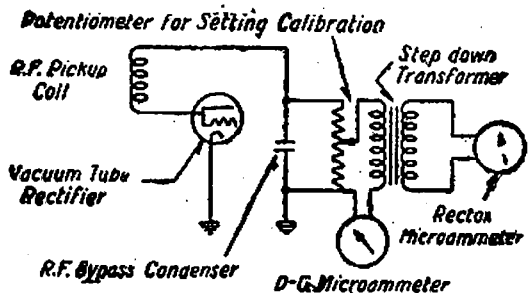 Potentiometer for Setting Calibration
R.F. Pickup
Coil
Step down
Transformer
Vacuum Tube
Rectifier
Rectox
Microammeter
R.F. Bypass Condenser
D-C. Microammeter